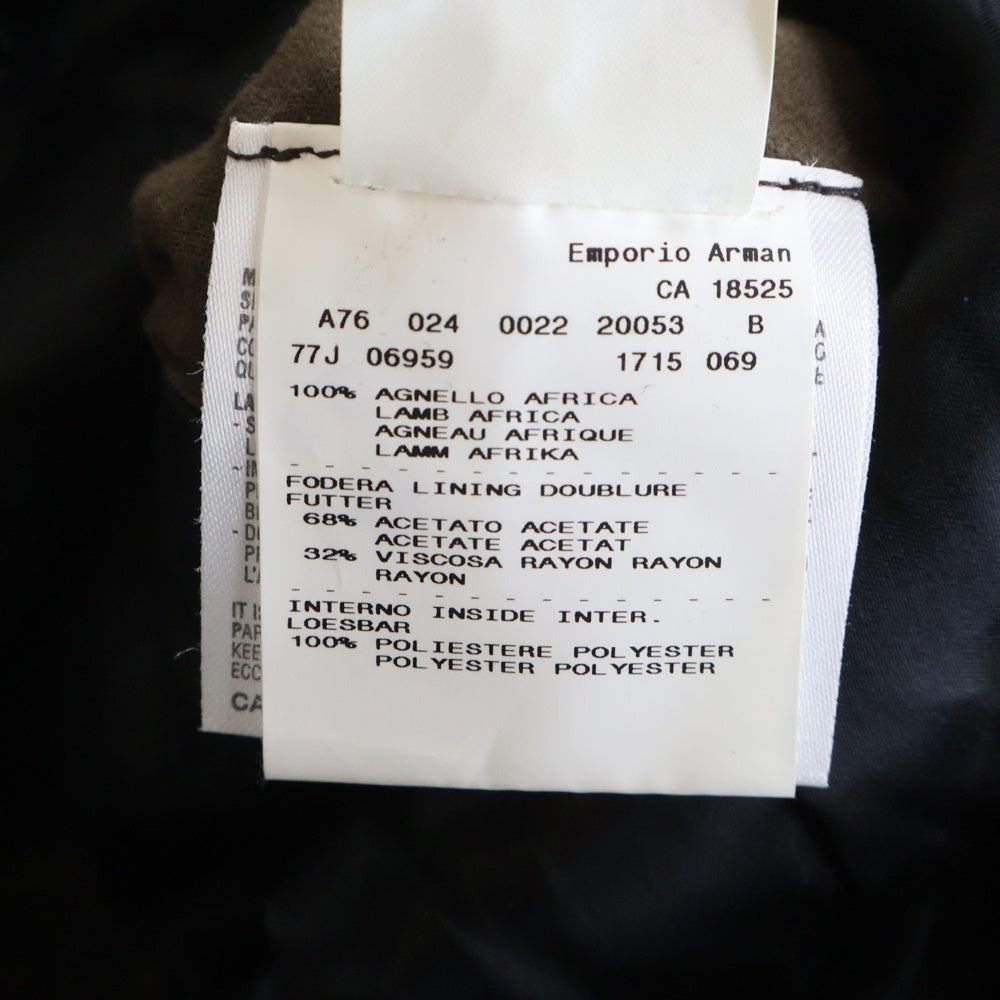 Emporio Arman
CA 18525
A76 024 0022 20053 B
77J 06959 1715 069
100% AGNELLO AFRICA
LAMB AFRICA
AGNEAU AFRIQUE
LAMM AFRIKA
FODERA LINING DOUBLURE
FUTTER
68% ACETATO ACETATE
ACETATE ACETAT
32% VISCOSA RAYON RAYON
RAYON
INTERNO INSIDE INTER.
LOESBAR
100% POLIESTERE POLYESTER
POLYESTER POLYESTER